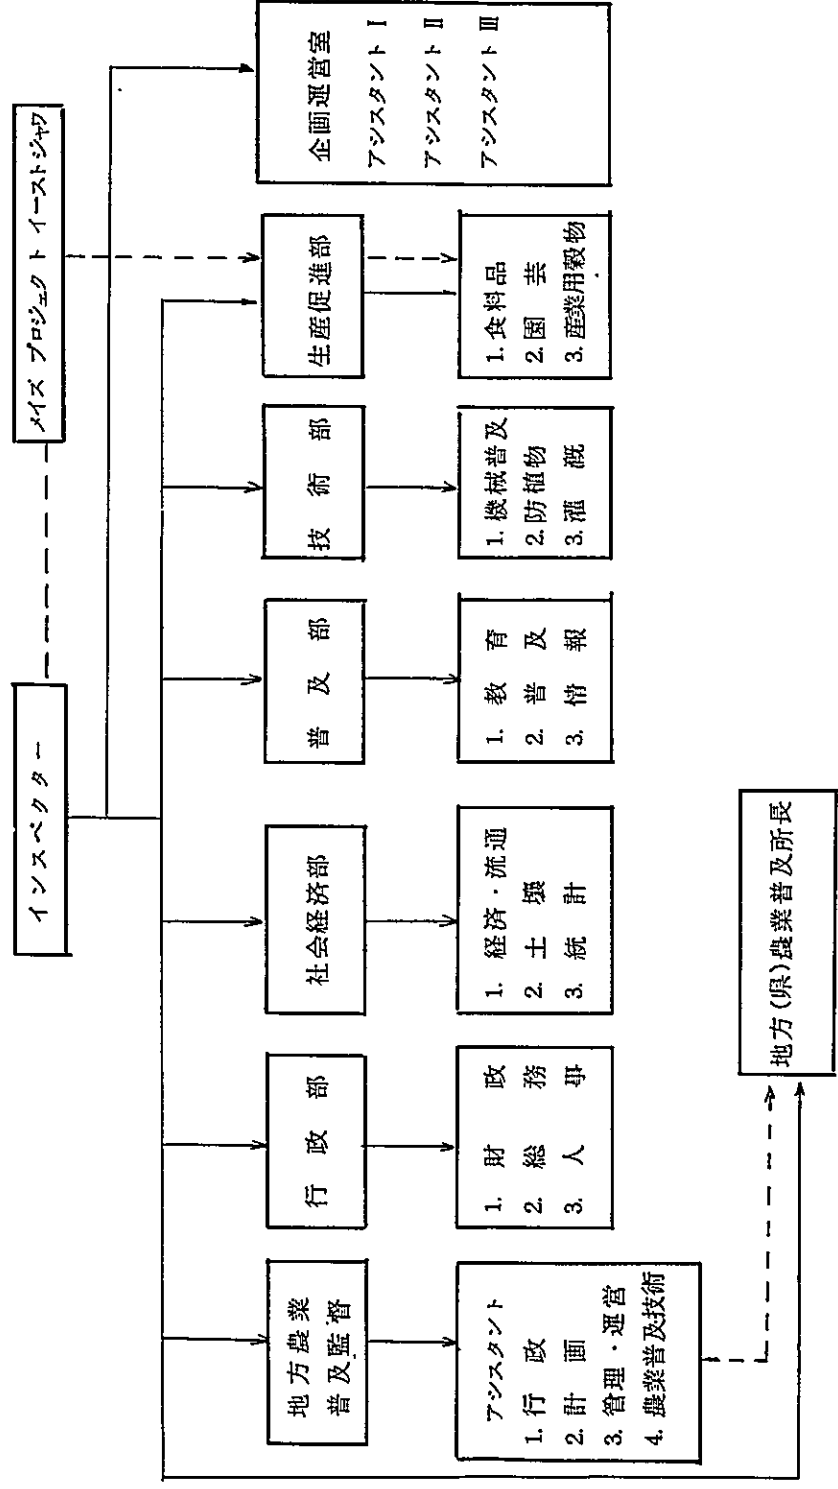 インスペクター
メイズ プロジェクト イーストジャワ
地方農業
普及監督
行政部
社会経済部
普及部
技術部
生産促進部
企画運営室
アシスタント I
アシスタント II
アシスタント III
アシスタント
1. 行政
2. 計画
3. 管理・運営
4. 農業普及技術
1. 財政
2. 総務
3. 人事
1. 経済・流通
2. 土壌
3. 統計
1. 教育
2. 普及
3. 情報
1. 機械普及
2. 防植物
3. 灌漑
1. 食料品
2. 園芸
3. 産業用穀物
地方(県)農業普及所長